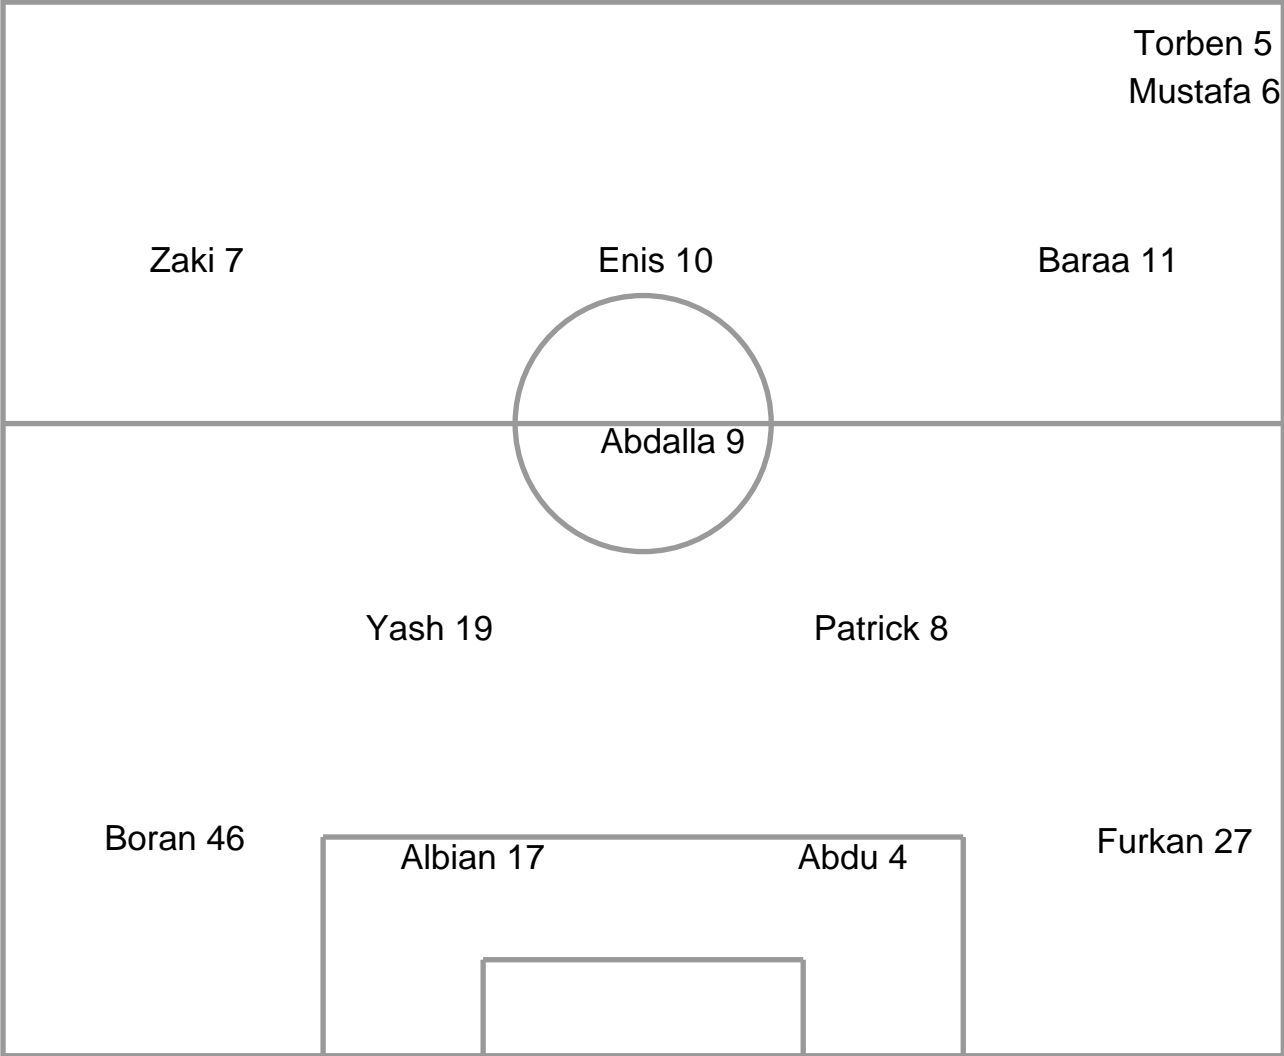 Torben 5
Mustafa 6
Zaki 7
Enis 10
Baraa 11
Abdalla 9
Yash 19
Patrick 8
Boran 46
Albian 17
Abdu 4
Furkan 27